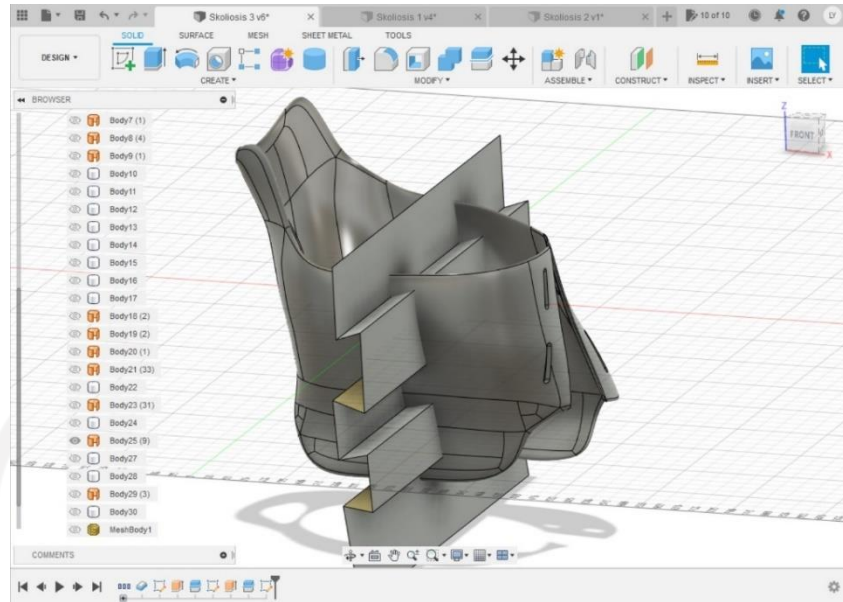 Skoliosis 3 v6*
Skoliosis 1 v4*
Skoliosis 2 v1*
10 of 10
LY
DESIGN
SOLID
SURFACE
MESH
SHEET METAL
TOOLS
CREATE
MODIFY
ASSEMBLE
CONSTRUCT
INSPECT
INSERT
SELECT
BROWSER
Body7 (1)
Body8 (4)
Body9 (1)
Body10
Body11
Body12
Body13
Body14
Body15
Body16
Body17
Body18 (2)
Body19 (2)
Body20 (1)
Body21 (33)
Body22
Body23 (31)
Body24
Body25 (9)
Body27
Body28
Body29 (3)
Body30
MeshBody1
Z
FRONT
X
COMMENTS